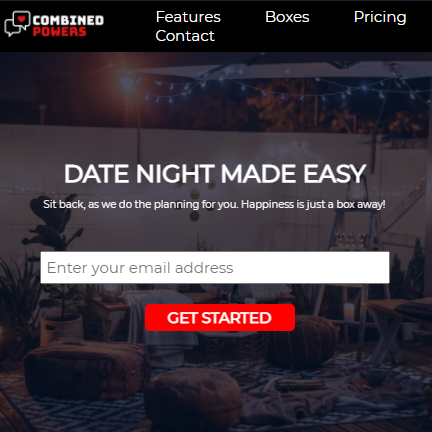 COMBINED
POWERS
Features Boxes Pricing
Contact
DATE NIGHT MADE EASY
Sit back, as we do the planning for you. Happiness is just a box away!
Enter your email address
GET STARTED